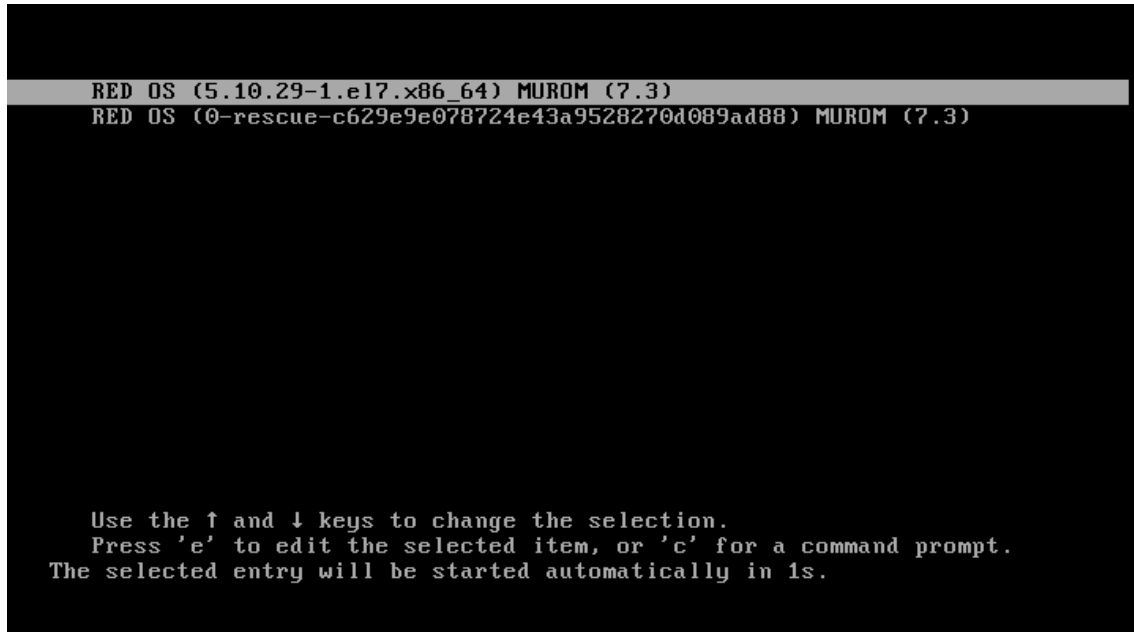 RED OS (5.10.29-1.el7.x86_64) MUROM (7.3)
RED OS (0-rescue-c629e9e078724e43a9528270d089ad88) MUROM (7.3)
Use the ↑ and ↓ keys to change the selection.
Press 'e' to edit the selected item, or 'c' for a command prompt.
The selected entry will be started automatically in 1s.